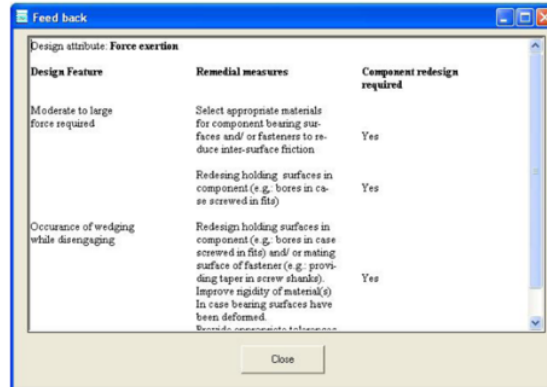 Feed back
Design attribute: Force exertion
Design Feature Remedial measures Component redesign
required
Moderate to large Select appropriate materials
force required for component bearing sur-
faces and/ or fasteners to re-
duce inter-surface friction Yes
Redesing holding surfaces in
component (e.g,: bores in ca- Yes
se screwed in fits)
Occurance of wedging Redesign holding surfaces in
while disengaging component (e.g,: bores in case
screwed in fits) and/ or mating
surface of fastener (e.g.: provi-
ding taper in screw shanks). Yes
Improve rigidity of material(s)
In case bearing surfaces have
been deformed.
Provide appropriate tolerances
Close